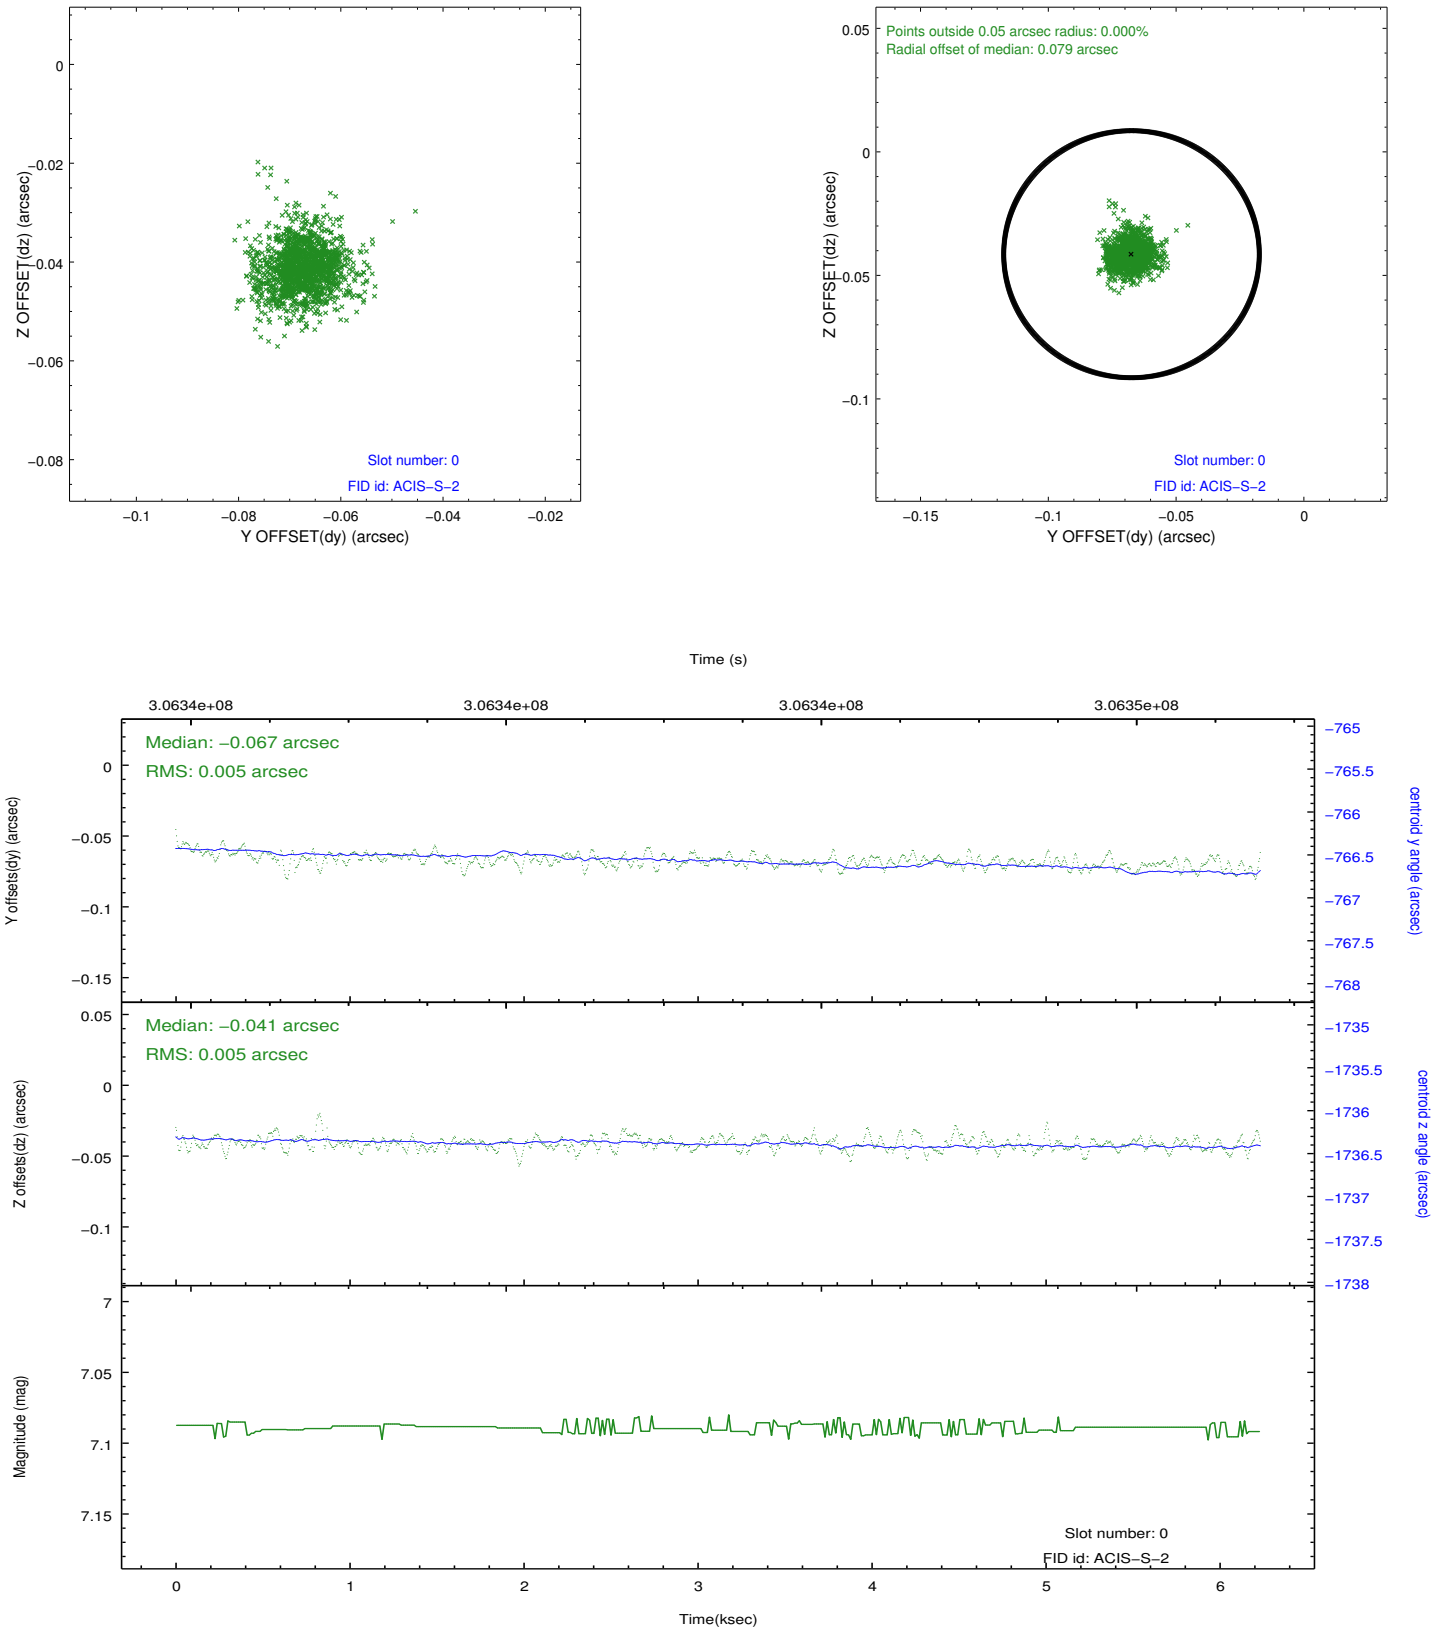 0
−0.02
−0.04
−0.06
−0.08
Z OFFSET(dz) (arcsec)
Slot number: 0
FID id: ACIS−S−2
−0.1
−0.08
−0.06
−0.04
−0.02
Y OFFSET(dy) (arcsec)
Points outside 0.05 arcsec radius: 0.000%
Radial offset of median: 0.079 arcsec
0.05
0
−0.05
−0.1
Z OFFSET(dz) (arcsec)
Slot number: 0
FID id: ACIS−S−2
−0.15
−0.1
−0.05
0
Y OFFSET(dy) (arcsec)
Time (s)
3.0634e+08
3.0634e+08
3.0634e+08
3.0635e+08
Median: −0.067 arcsec
RMS: 0.005 arcsec
0
−0.05
−0.1
−0.15
Y offsets(dy) (arcsec)
−765
−765.5
−766
−766.5
−767
−767.5
−768
centroid y angle (arcsec)
Median: −0.041 arcsec
RMS: 0.005 arcsec
0.05
0
−0.05
−0.1
Z offsets(dz) (arcsec)
−1735
−1735.5
−1736
−1736.5
−1737
−1737.5
−1738
centroid z angle (arcsec)
7
7.05
7.1
7.15
Magnitude (mag)
Slot number: 0
FID id: ACIS−S−2
0
1
2
3
4
5
6
Time(ksec)